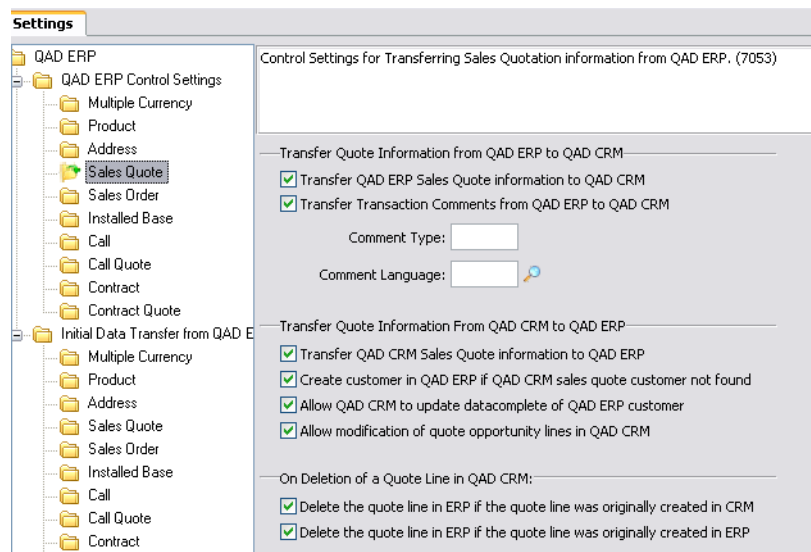 Settings
QAD ERP
QAD ERP Control Settings
Multiple Currency
Product
Address
Sales Quote
Sales Order
Installed Base
Call
Call Quote
Contract
Contract Quote
Initial Data Transfer from QAD E
Multiple Currency
Product
Address
Sales Quote
Sales Order
Installed Base
Call
Call Quote
Contract
Control Settings for Transferring Sales Quotation information from QAD ERP. (7053)
Transfer Quote Information from QAD ERP to QAD CRM
Transfer QAD ERP Sales Quote information to QAD CRM
Transfer Transaction Comments from QAD ERP to QAD CRM
Comment Type:
Comment Language:
Transfer Quote Information From QAD CRM to QAD ERP
Transfer QAD CRM Sales Quote information to QAD ERP
Create customer in QAD ERP if QAD CRM sales quote customer not found
Allow QAD CRM to update datacomplete of QAD ERP customer
Allow modification of quote opportunity lines in QAD CRM
On Deletion of a Quote Line in QAD CRM:
Delete the quote line in ERP if the quote line was originally created in CRM
Delete the quote line in ERP if the quote line was originally created in ERP